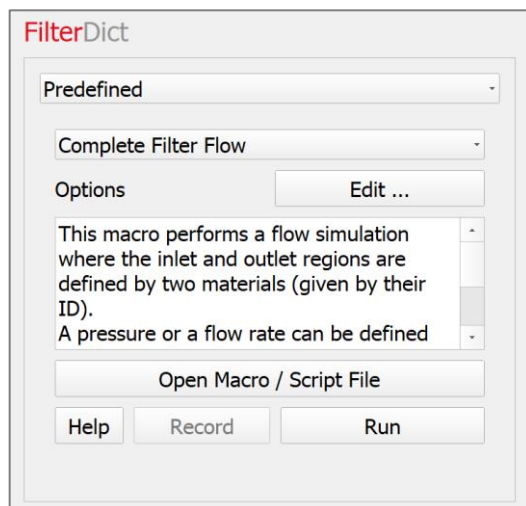 FilterDict
Predefined
Complete Filter Flow
Options Edit ...
This macro performs a flow simulation
where the inlet and outlet regions are
defined by two materials (given by their
ID).
A pressure or a flow rate can be defined
Open Macro / Script File
Help Record Run